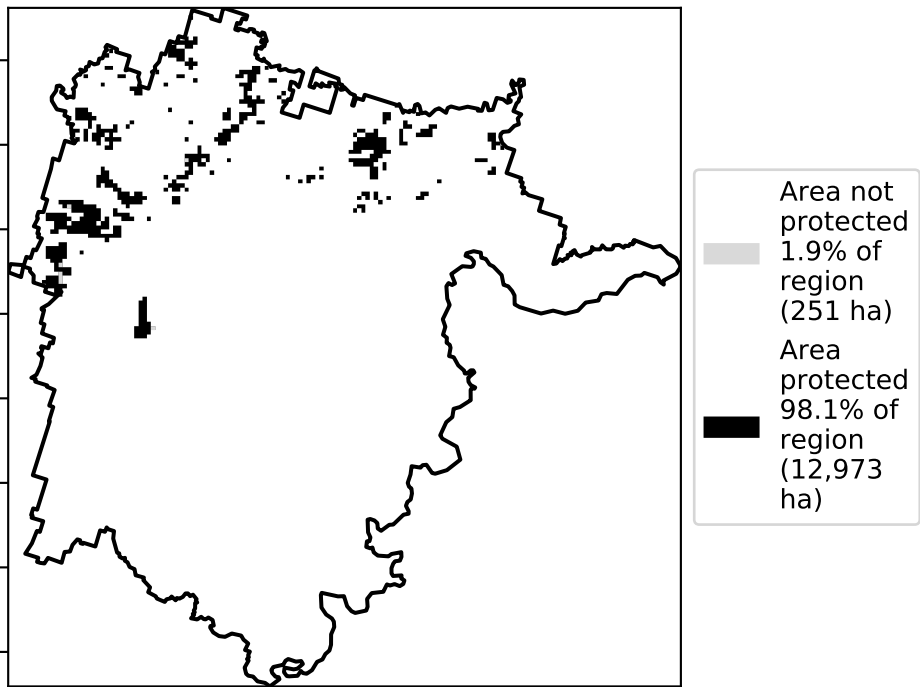 Area not
protected
1.9% of
region
(251 ha)
Area
protected
98.1% of
region
(12,973
ha)